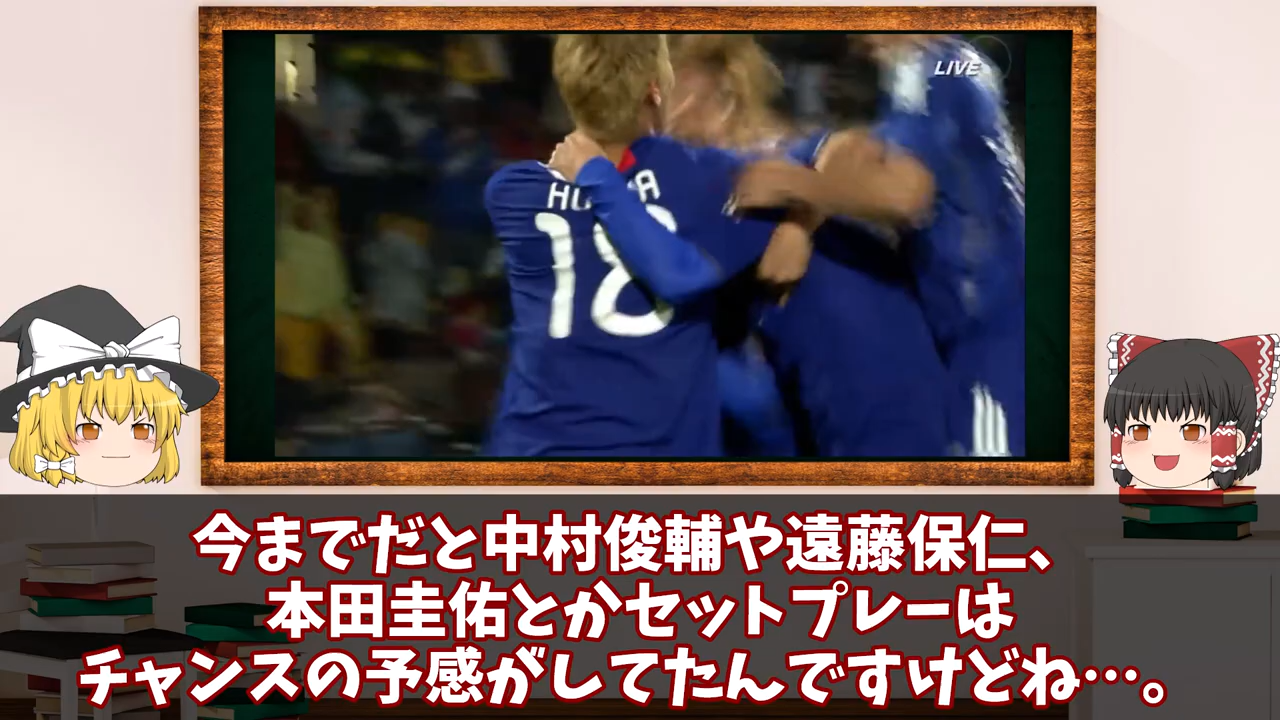 LIVE
18
今までだと中村俊輔や遠藤保仁、
本田圭佑とかセットプレーは
チャンスの予感がしてたんですけどね…。